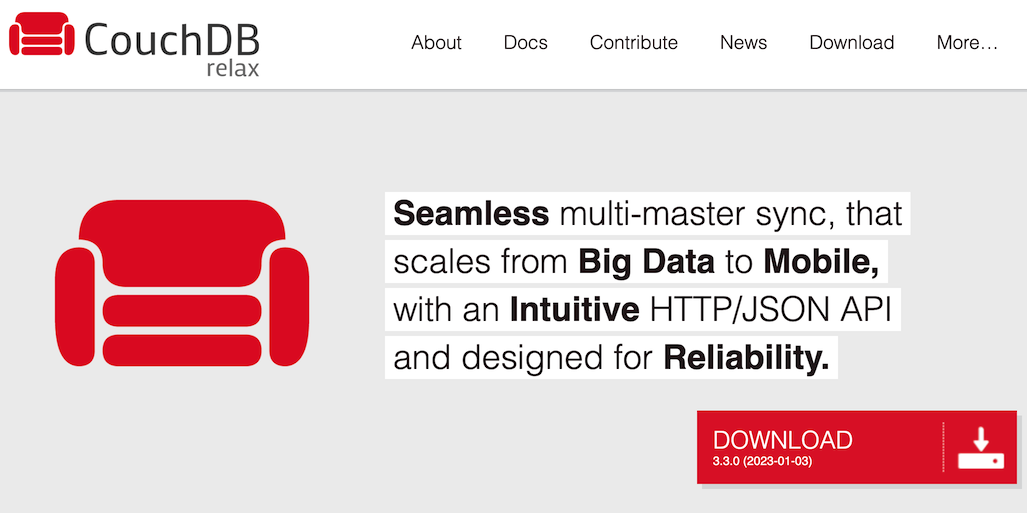 CouchDB
relax
About Docs Contribute News Download More…
Seamless multi-master sync, that
scales from Big Data to Mobile,
with an Intuitive HTTP/JSON API
and designed for Reliability.
DOWNLOAD
3.3.0 (2023-01-03)